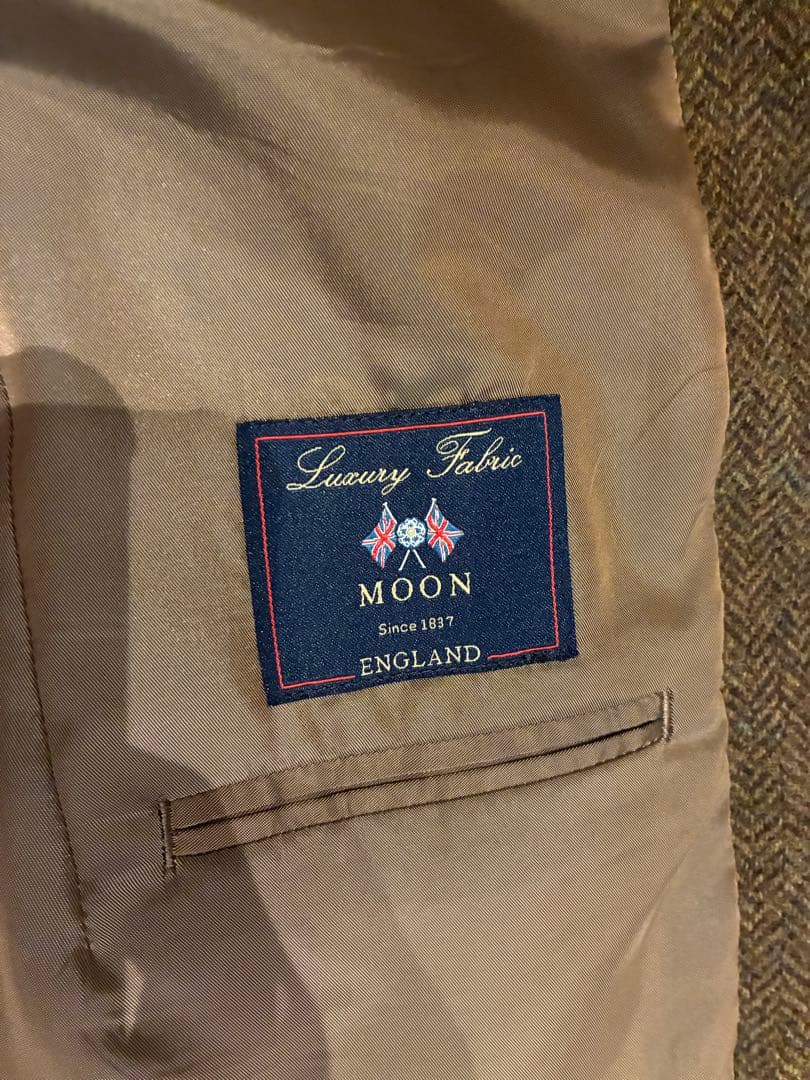 Luxury Fabric
MOON
Since 1837
ENGLAND